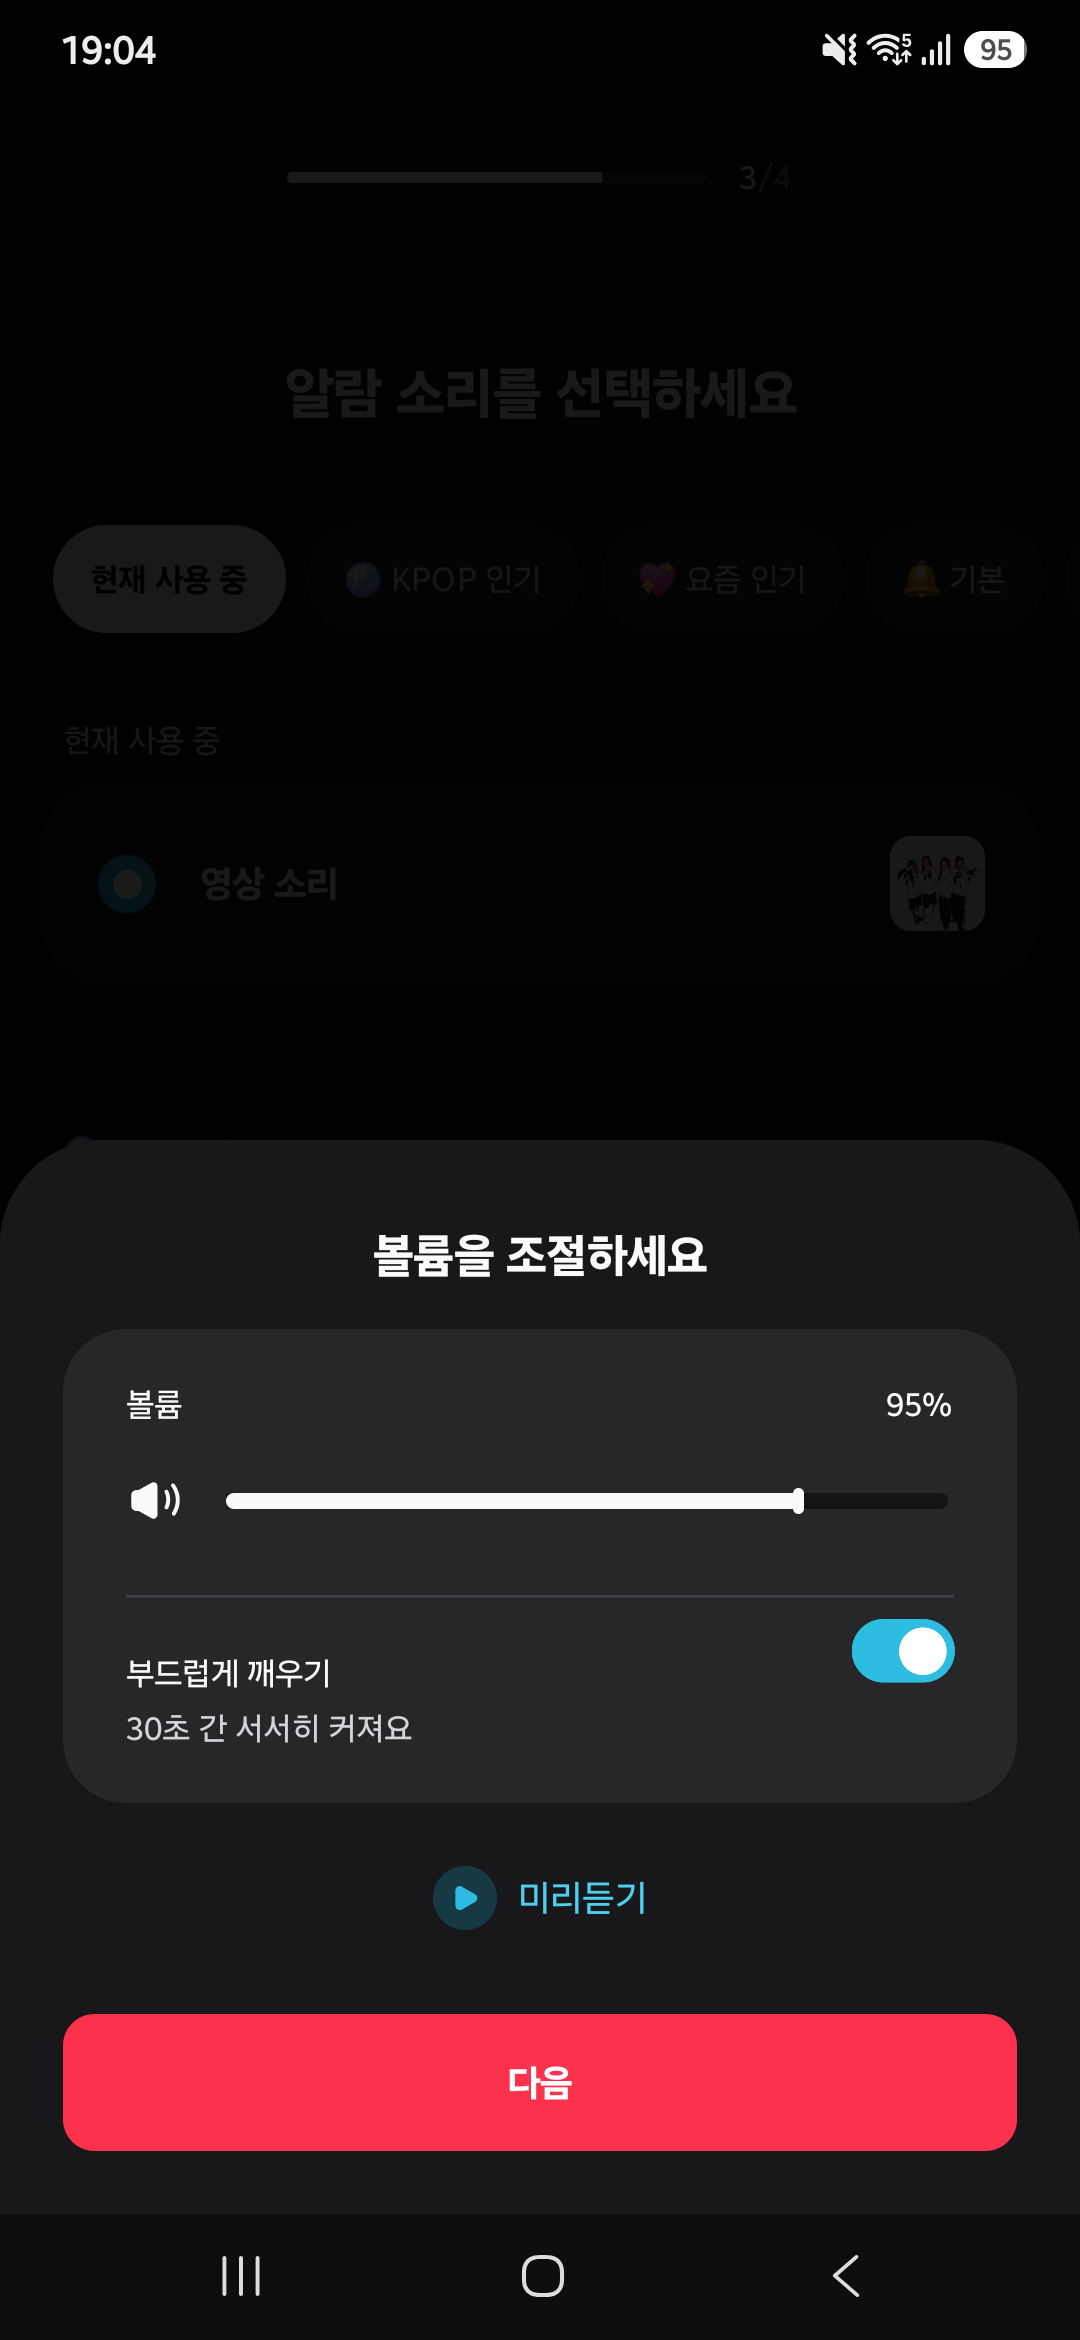 19:04
5
95
3/4
알람 소리를 선택하세요
현재 사용 중
KPOP 인기
요즘 인기
기본
현재 사용 중
영상 소리
볼륨을 조절하세요
볼륨
95%
부드럽게 깨우기
30초 간 서서히 커져요
미리듣기
다음